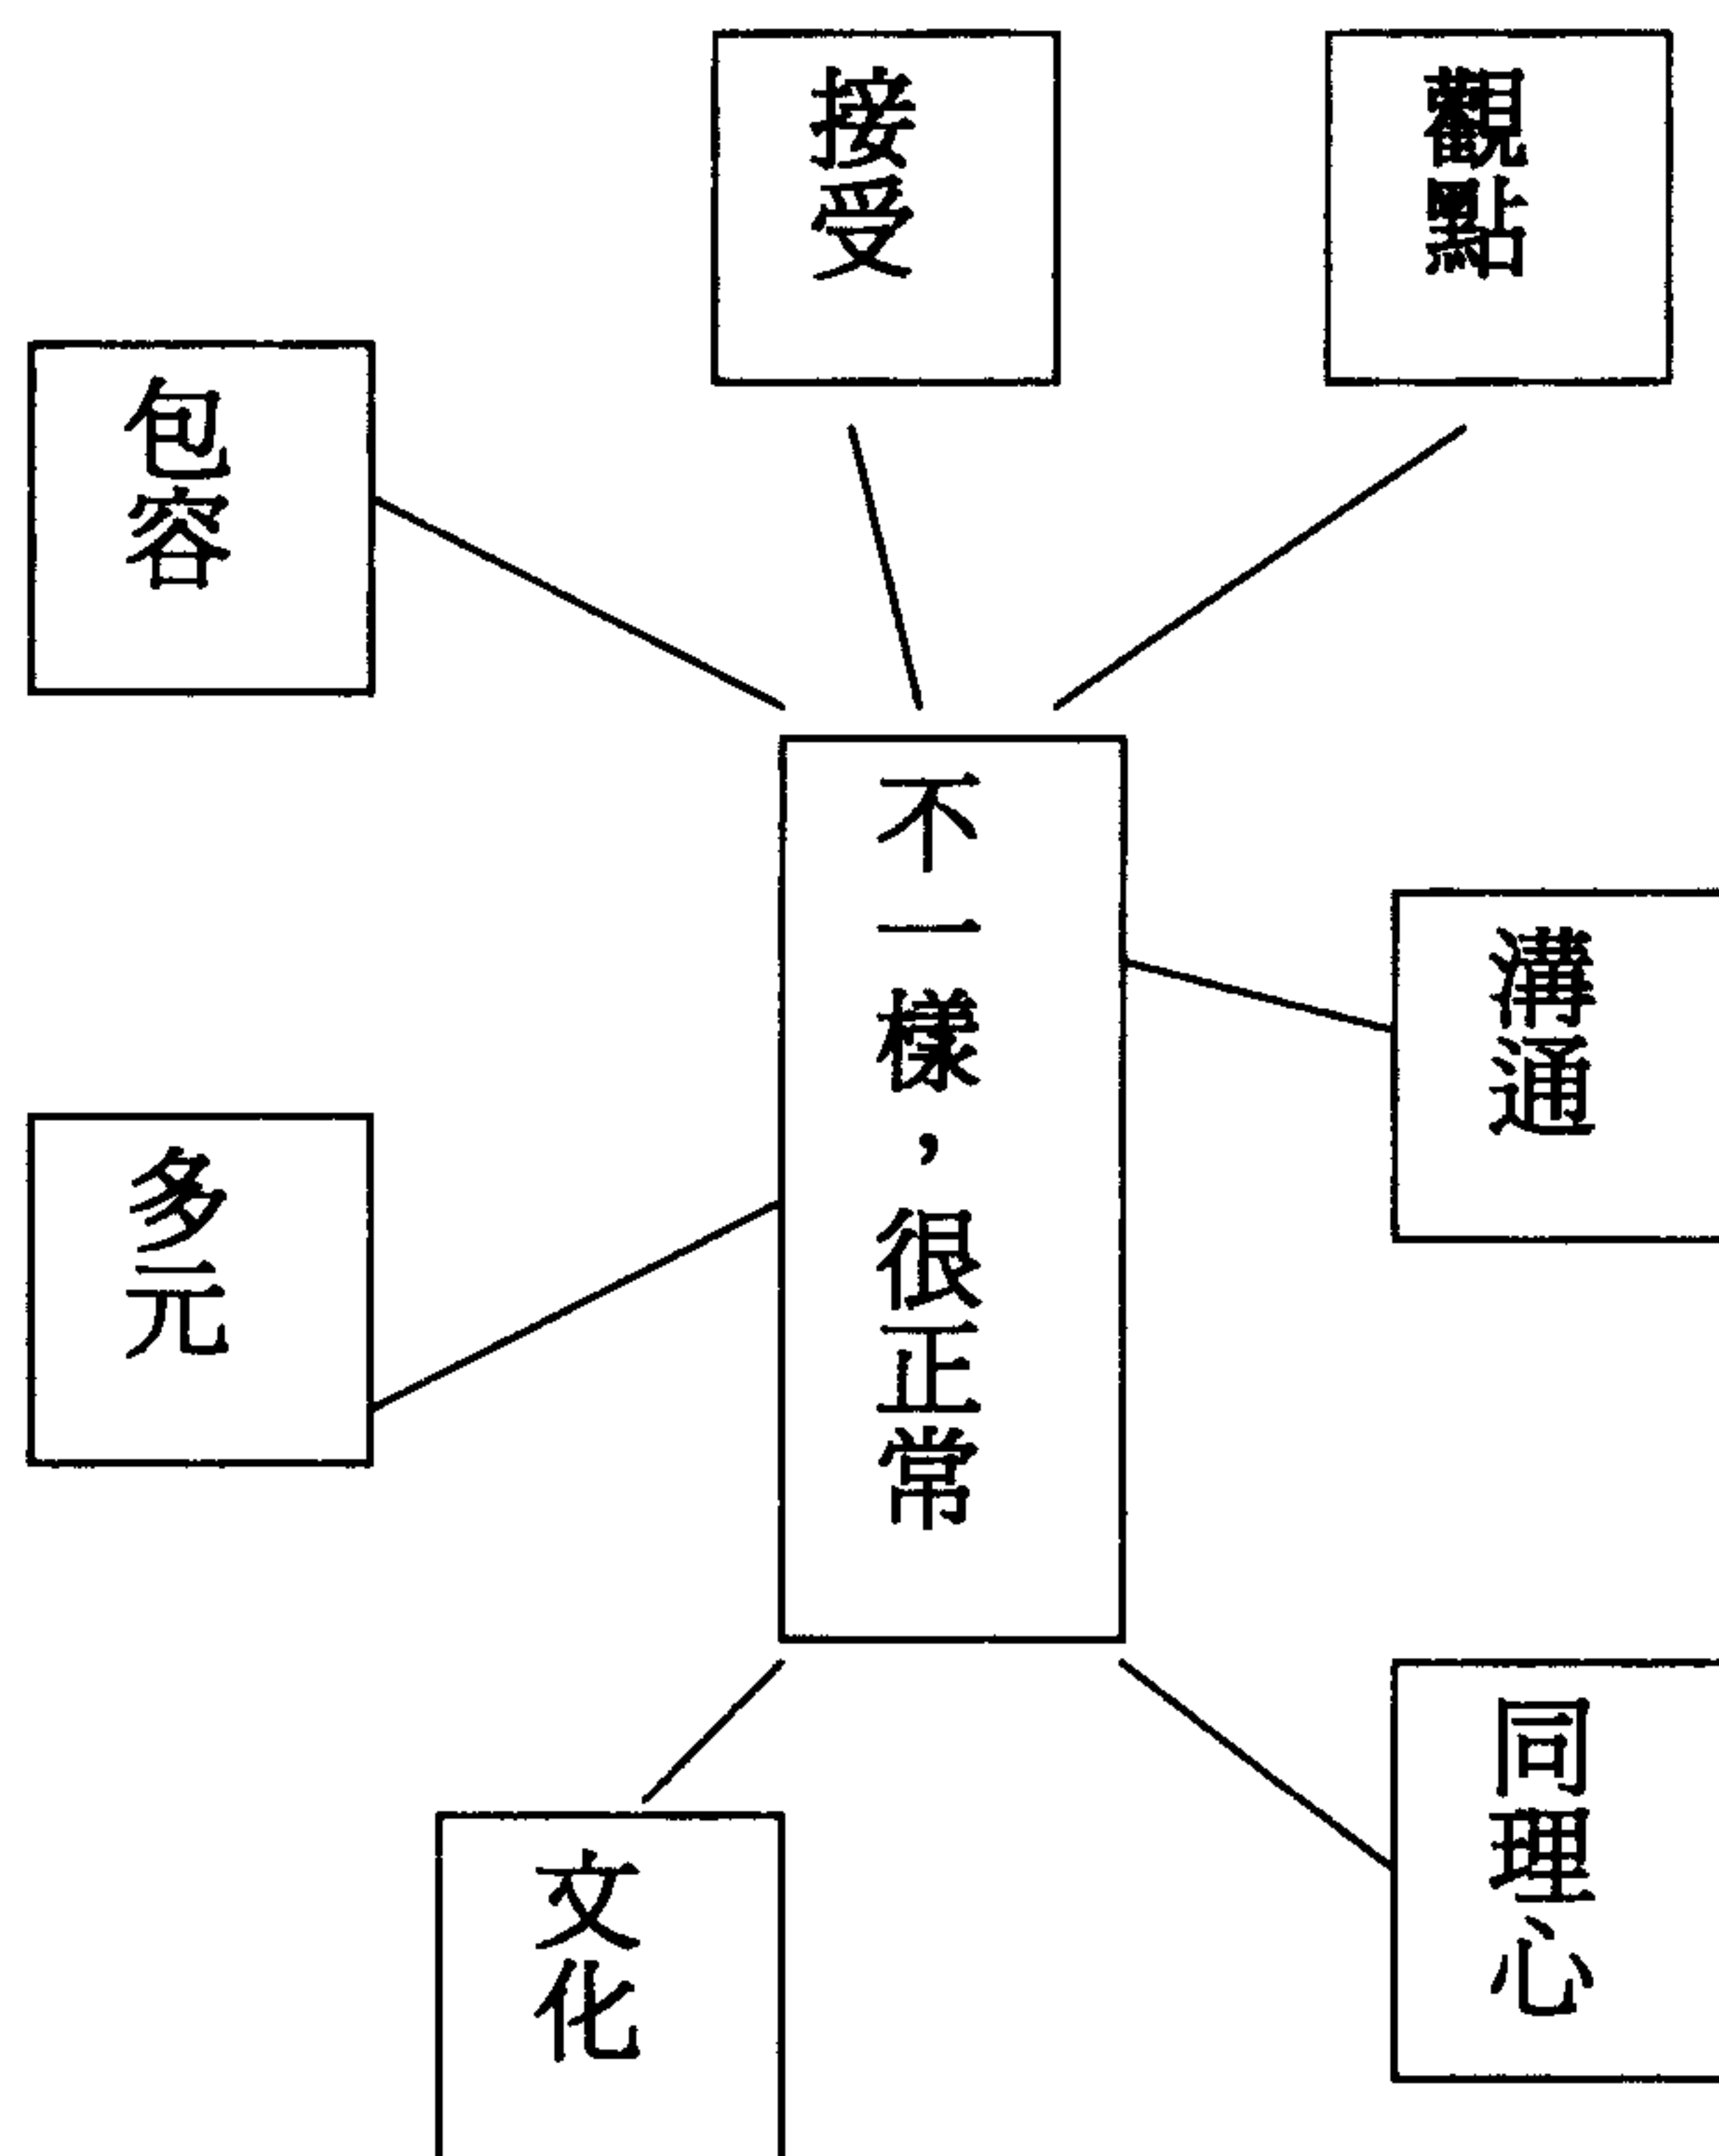 接受
觀點
包容
不一樣，很正常
溝通
多元
同理心
文化